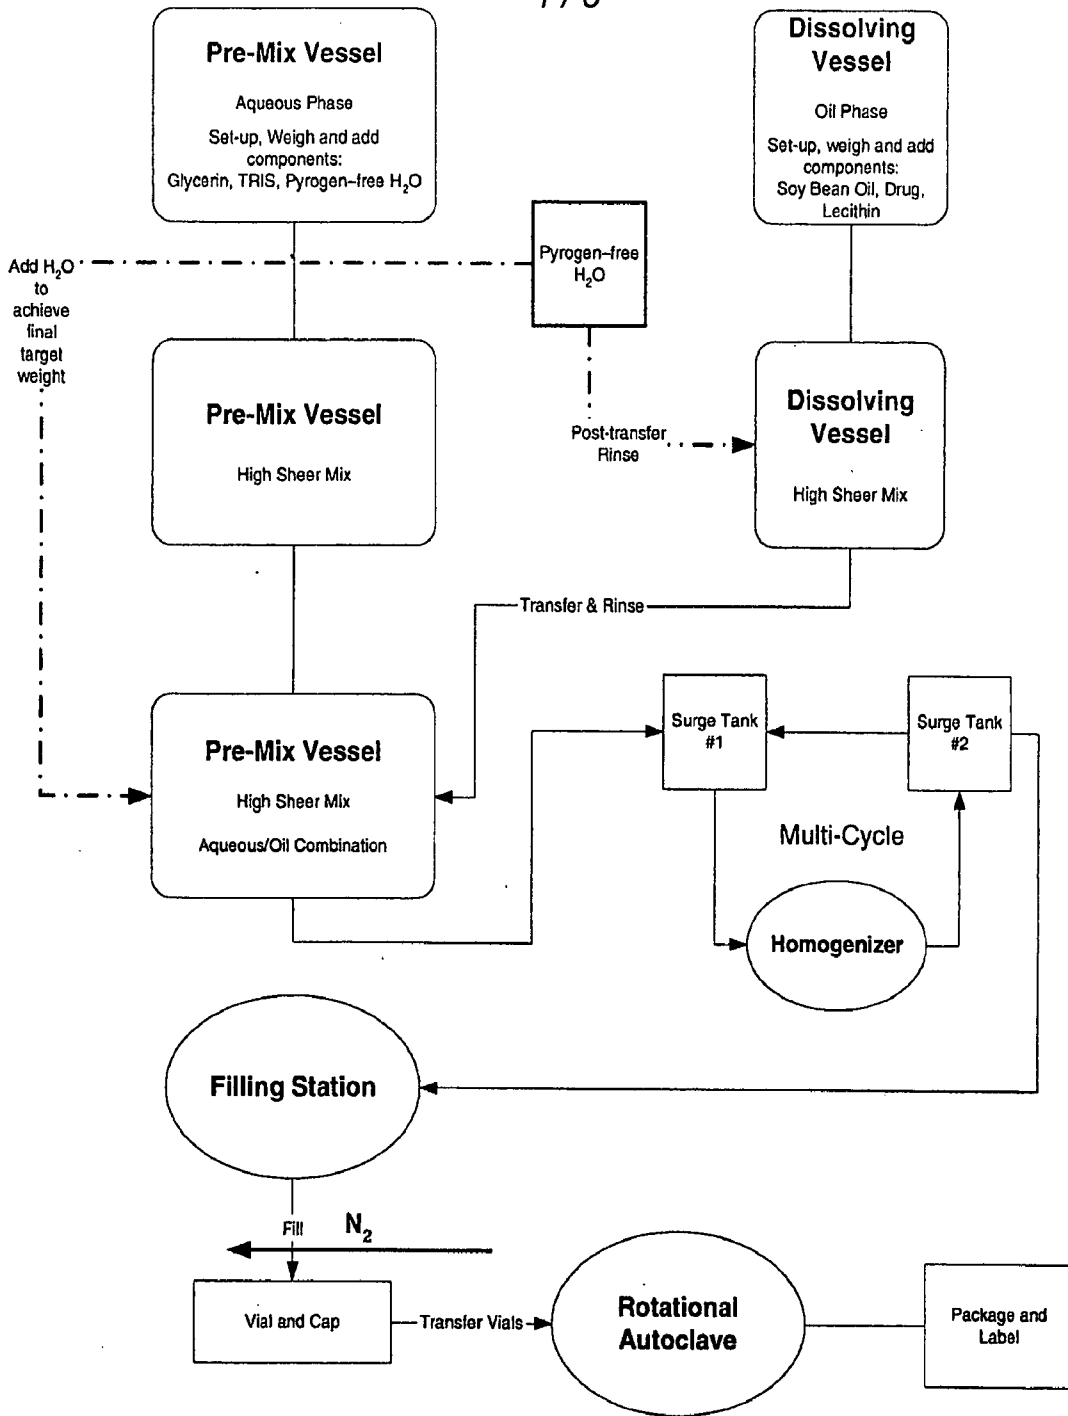 Pre-Mix Vessel
Aqueous Phase
Set-up, Weigh and add
components:
Glycerin, TRIS, Pyrogen–free H₂O
Dissolving
Vessel
Oil Phase
Set-up, weigh and add
components:
Soy Bean Oil, Drug,
Lecithin
Add H₂O
to
achieve
final
target
weight
Pyrogen–free
H₂O
Pre-Mix Vessel
High Sheer Mix
Post-transfer
Rinse
Dissolving
Vessel
High Sheer Mix
Transfer & Rinse
Pre-Mix Vessel
High Sheer Mix
Aqueous/Oil Combination
Surge Tank
#1
Surge Tank
#2
Multi-Cycle
Homogenizer
Filling Station
Fill
N₂
Vial and Cap
Transfer Vials
Rotational
Autoclave
Package and
Label